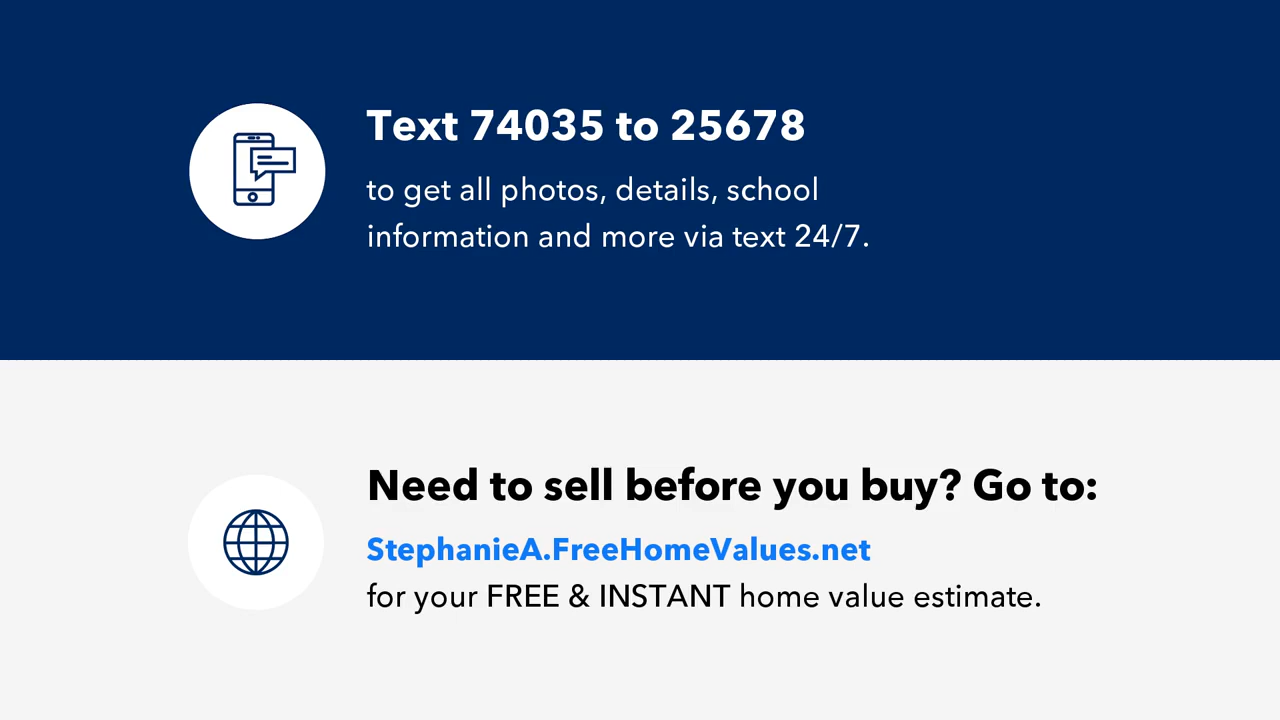 Text 74035 to 25678
to get all photos, details, school
information and more via text 24/7.
Need to sell before you buy? Go to:
StephanieA.FreeHomeValues.net
for your FREE & INSTANT home value estimate.